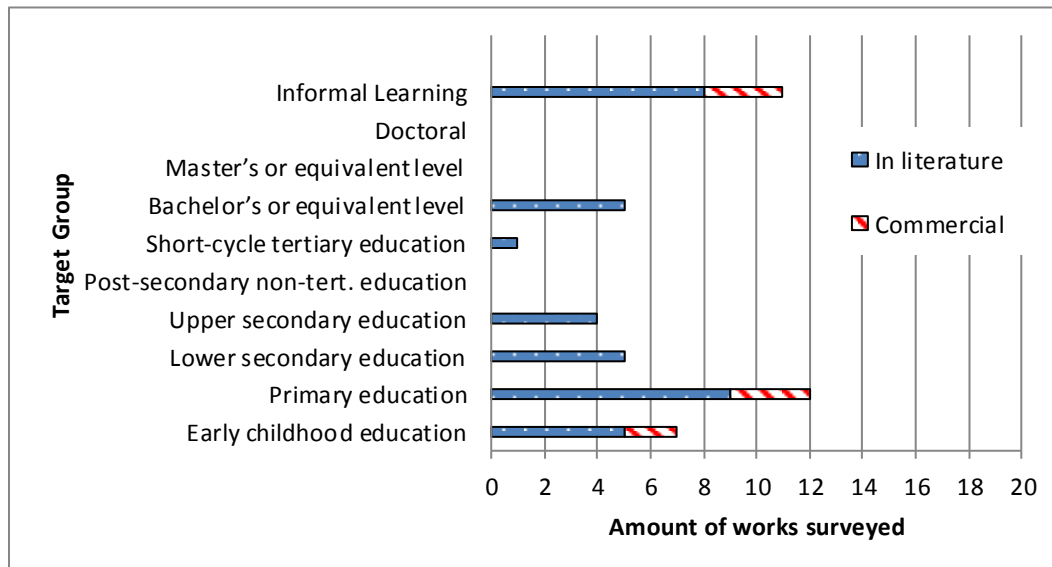 Target Group
Informal Learning
Doctoral
Master’s or equivalent level
Bachelor’s or equivalent level
Short-cycle tertiary education
Post-secondary non-tert. education
Upper secondary education
Lower secondary education
Primary education
Early childhood education
0 2 4 6 8 10 12 14 16 18 20
Amount of works surveyed
In literature
Commercial